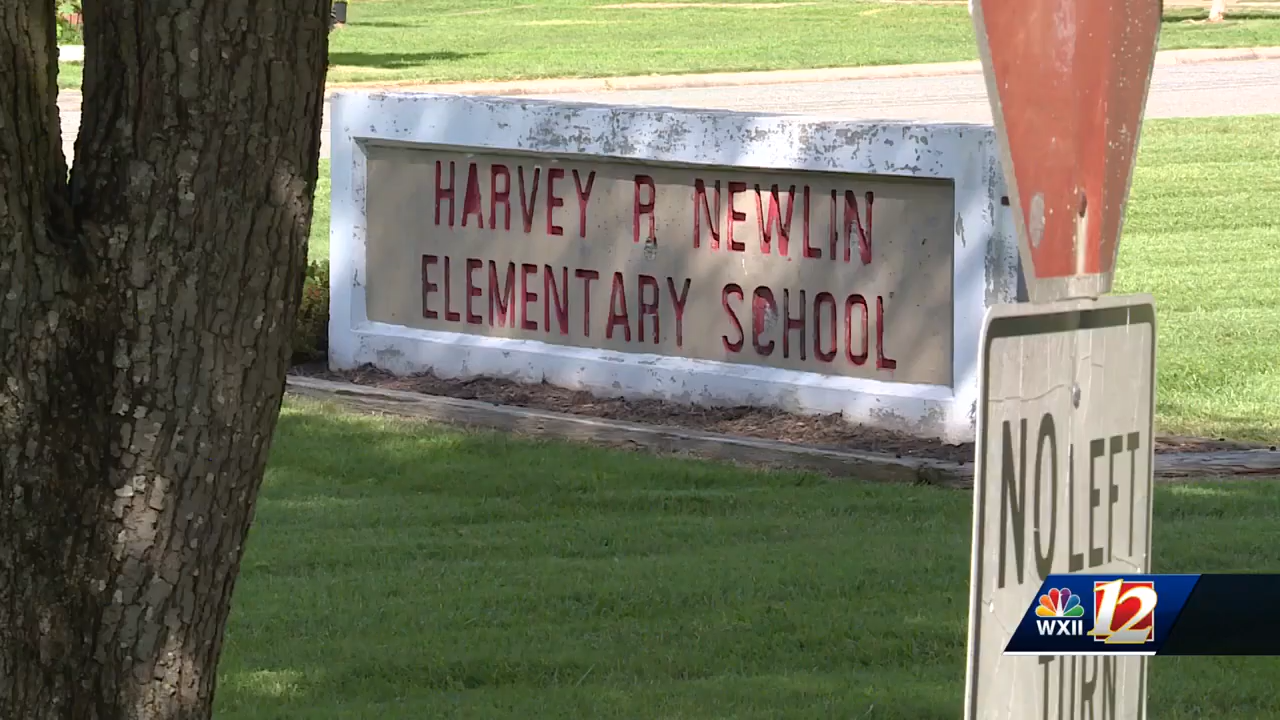 HARVEY R NEWLIN
ELEMENTARY SCHOOL
NO LEFT
TURN
WXII 12